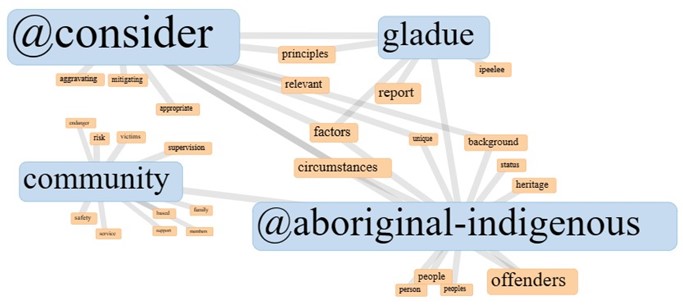 @consider
gladue
principles
ipeelee
aggravating
mitigating
relevant
report
appropriate
endanger
risk
victims
factors
unique
background
supervision
circumstances
status
community
heritage
safety
based
family
service
support
members
@aboriginal-indigenous
people
person
peoples
offenders